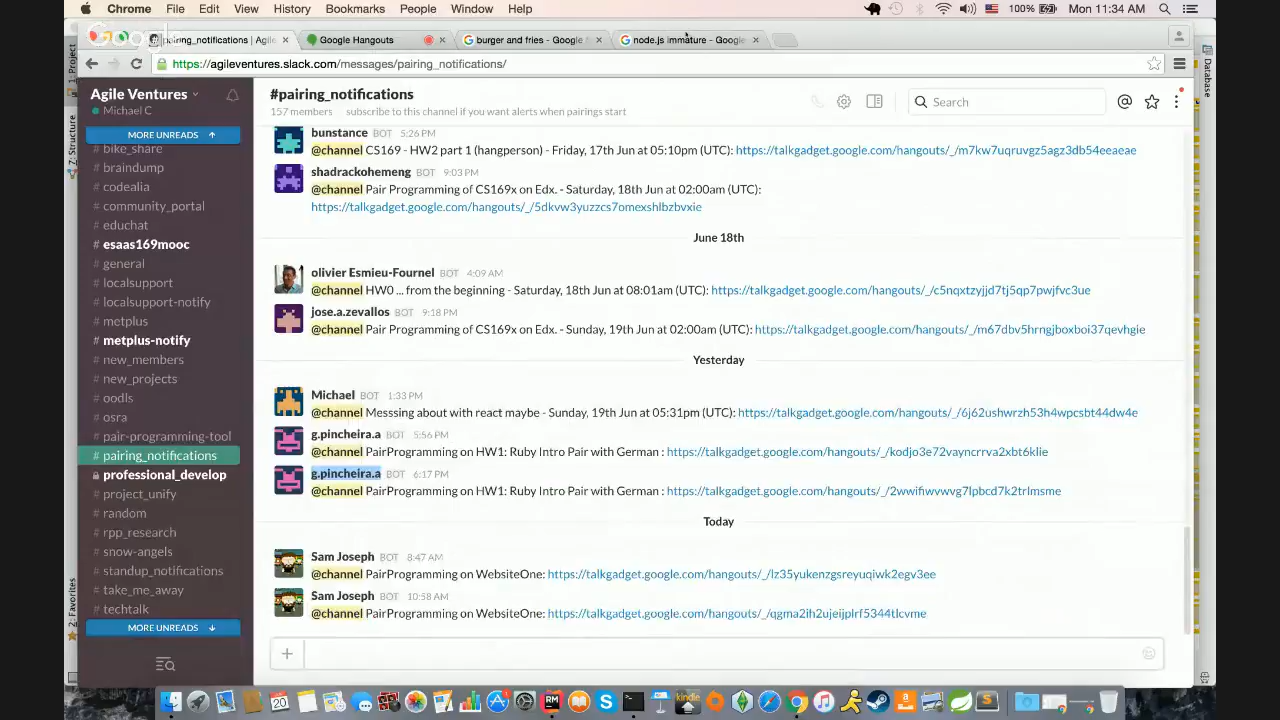 Chrome File Edit View History Bookmarks People Window Help 100% Mon 11:34 AM
pairing_notifications | Agile Google Hangouts burger and fries - Google node.js immature - Google
https://agileventures.slack.com/messages/pairing_notifications/
Agile Ventures
Michael C
MORE UNREADS ↑
# bike_share
# braindump
# codealia
# community_portal
# educhat
# esaas169mooc
# general
# localsupport
# localsupport-notify
# metplus
# metplus-notify
# new_members
# new_projects
# oodls
# osra
# pair-programming-tool
# pairing_notifications
professional_develop
# project_unify
# random
# rpp_research
# snow-angels
# standup_notifications
# take_me_away
# techtalk
MORE UNREADS ↓
#pairing_notifications
157 members subscribe to this channel if you want alerts when pairings start
Search
bunstance BOT 5:26 PM
@channel CS169 - HW2 part 1 (hangperson) - Friday, 17th Jun at 05:10pm (UTC): https://talkgadget.google.com/hangouts/_/m7kw7uqruvgz5agz3db54eeaeae
shadrackohemeng BOT 9:03 PM
@channel Pair Programming of CS169x on Edx. - Saturday, 18th Jun at 02:00am (UTC):
https://talkgadget.google.com/hangouts/_/5dkvw3yuzzcs7omexshlbzbvxie
June 18th
olivier Esmieu-Fournel BOT 4:09 AM
@channel HW0 ... from the beginning - Saturday, 18th Jun at 08:01am (UTC): https://talkgadget.google.com/hangouts/_/c5nqxtzyjjd7tj5qp7pwjfvc3ue
jose.a.zevallos BOT 9:18 PM
@channel Pair Programming of CS169x on Edx. - Sunday, 19th Jun at 02:00am (UTC): https://talkgadget.google.com/hangouts/_/m67dbv5hrngjboxboi37qevhgie
Yesterday
Michael BOT 1:33 PM
@channel Messsing about with react maybe - Sunday, 19th Jun at 05:31pm (UTC): https://talkgadget.google.com/hangouts/_/6j62ushwrzh53h4wpcsbt44dw4e
g.pincheira.a BOT 5:56 PM
@channel PairProgramming on HW1: Ruby Intro Pair with German : https://talkgadget.google.com/hangouts/_/kodjo3e72vayncrrva2xbt6klie
g.pincheira.a BOT 6:17 PM
@channel PairProgramming on HW1: Ruby Intro Pair with German : https://talkgadget.google.com/hangouts/_/2wwifiwvwvg7lpbcd7k2trlmsme
Today
Sam Joseph BOT 8:47 AM
@channel PairProgramming on WebsiteOne: https://talkgadget.google.com/hangouts/_/lz35yukenzgsreyuqiwk2egv3ee
Sam Joseph BOT 10:58 AM
@channel PairProgramming on WebsiteOne: https://talkgadget.google.com/hangouts/_/qgma2ih2ujeijplrf5344tlcvme
1: Project
7: Structure
2: Favorites
Database